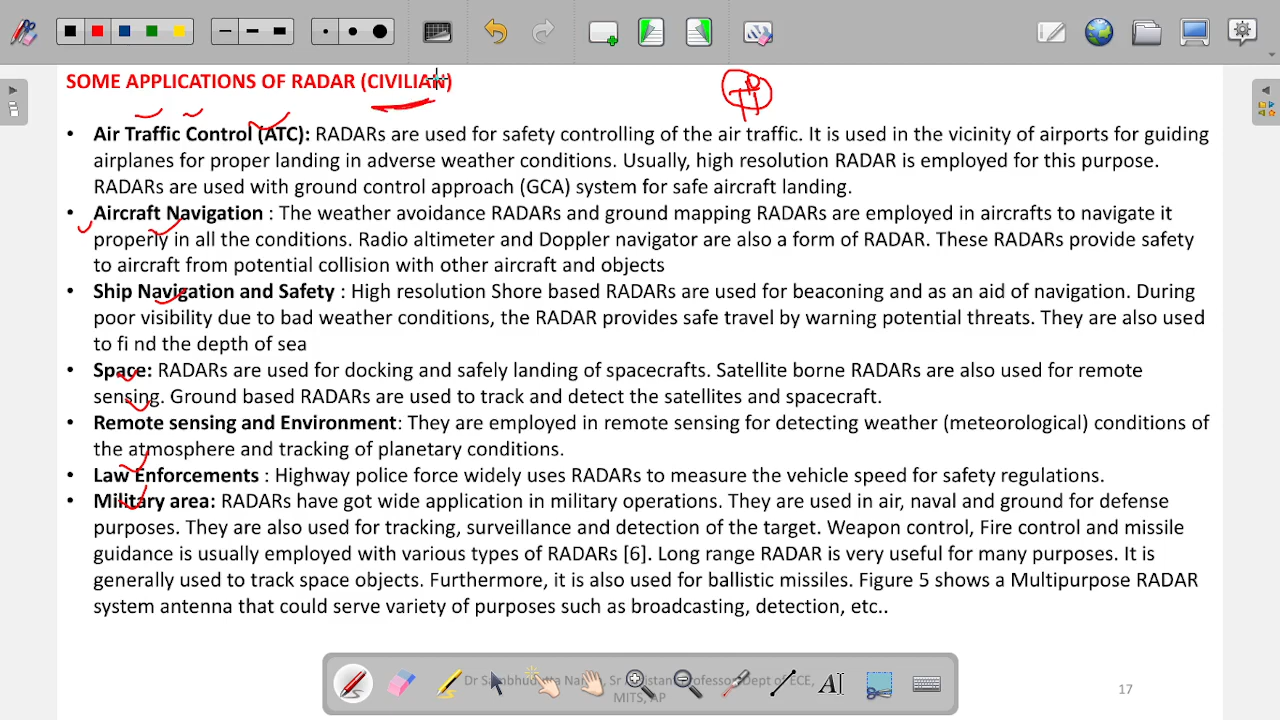 SOME APPLICATIONS OF RADAR (CIVILIAN)
• Air Traffic Control (ATC): RADARs are used for safety controlling of the air traffic. It is used in the vicinity of airports for guiding
airplanes for proper landing in adverse weather conditions. Usually, high resolution RADAR is employed for this purpose.
RADARs are used with ground control approach (GCA) system for safe aircraft landing.
• Aircraft Navigation : The weather avoidance RADARs and ground mapping RADARs are employed in aircrafts to navigate it
properly in all the conditions. Radio altimeter and Doppler navigator are also a form of RADAR. These RADARs provide safety
to aircraft from potential collision with other aircraft and objects
• Ship Navigation and Safety : High resolution Shore based RADARs are used for beaconing and as an aid of navigation. During
poor visibility due to bad weather conditions, the RADAR provides safe travel by warning potential threats. They are also used
to fi nd the depth of sea
• Space: RADARs are used for docking and safely landing of spacecrafts. Satellite borne RADARs are also used for remote
sensing. Ground based RADARs are used to track and detect the satellites and spacecraft.
• Remote sensing and Environment: They are employed in remote sensing for detecting weather (meteorological) conditions of
the atmosphere and tracking of planetary conditions.
• Law Enforcements : Highway police force widely uses RADARs to measure the vehicle speed for safety regulations.
• Military area: RADARs have got wide application in military operations. They are used in air, naval and ground for defense
purposes. They are also used for tracking, surveillance and detection of the target. Weapon control, Fire control and missile
guidance is usually employed with various types of RADARs [6]. Long range RADAR is very useful for many purposes. It is
generally used to track space objects. Furthermore, it is also used for ballistic missiles. Figure 5 shows a Multipurpose RADAR
system antenna that could serve variety of purposes such as broadcasting, detection, etc..
Dept of ECE,
MITS, AP
17